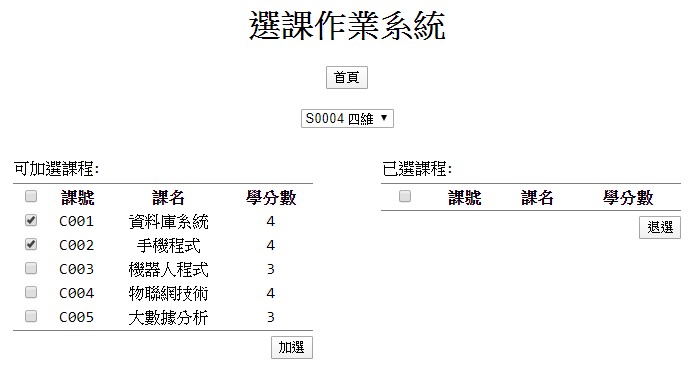 選課作業系統
首頁
S0004 四維
可加選課程:
課號 課名 學分數
C001 資料庫系統 4
C002 手機程式 4
C003 機器人程式 3
C004 物聯網技術 4
C005 大數據分析 3
加選
已選課程:
課號 課名 學分數
退選